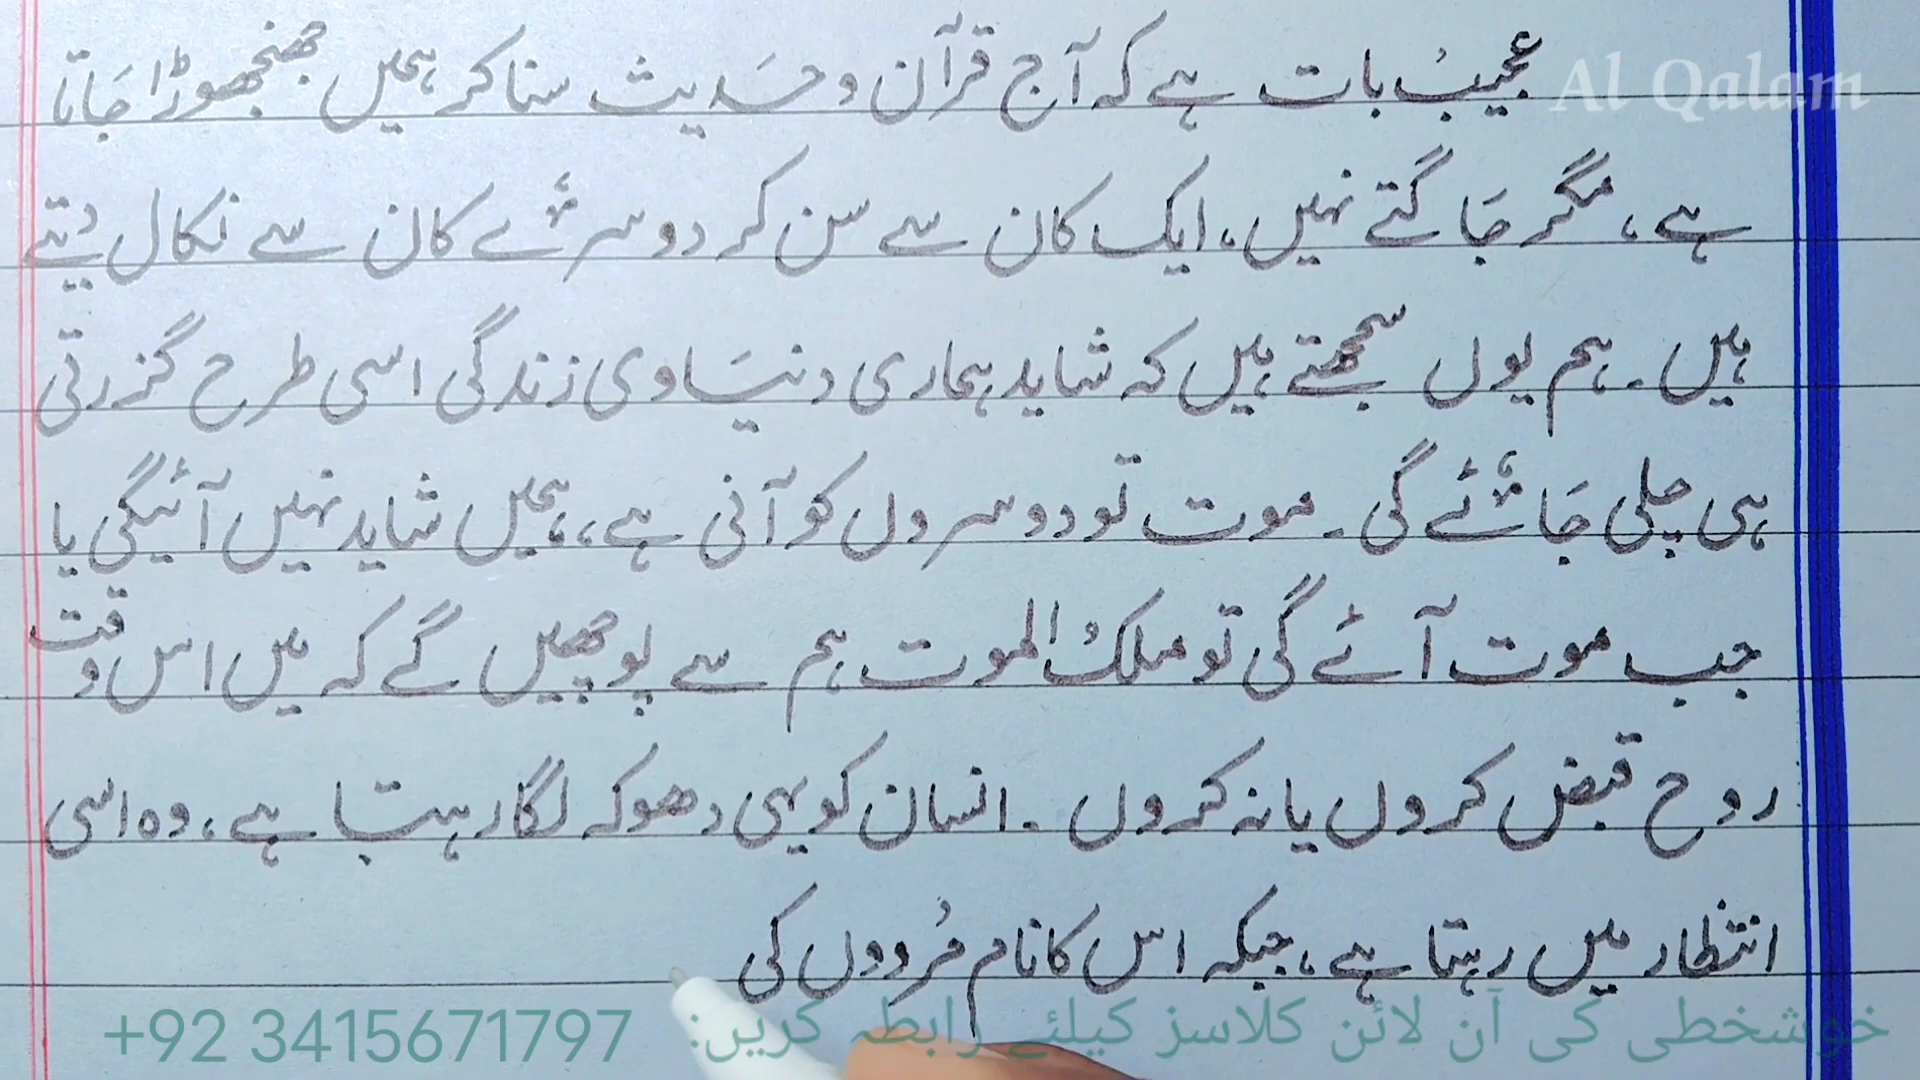 Al Qalam
عجیب بات ہے کہ آج قرآن و حدیث سنا کر ہمیں جھنجھوڑا جاتا
ہے، مگر جاگتے نہیں، ایک کان سے سن کر دوسرے کان سے نکال دیتے
ہیں۔ ہم یوں سمجھتے ہیں کہ شاید ہماری دنیاوی زندگی اسی طرح گزرتی
ہی چلی جائے گی۔ موت تو دوسروں کو آنی ہے، ہمیں شاید نہیں آئیگی یا
جب موت آئے گی تو ملکُ الموت ہم سے پوچھیں گے کہ میں اس وقت
روح قبض کروں یا نہ کروں۔ انسان کو یہی دھوکہ لگا رہتا ہے، وہ اسی
انتظار میں رہتا ہے، جبکہ اس کا نام مُردوں کی
خوشخطی کی آن لائن کلاسز کیلئے رابطہ کریں: +92 3415671797